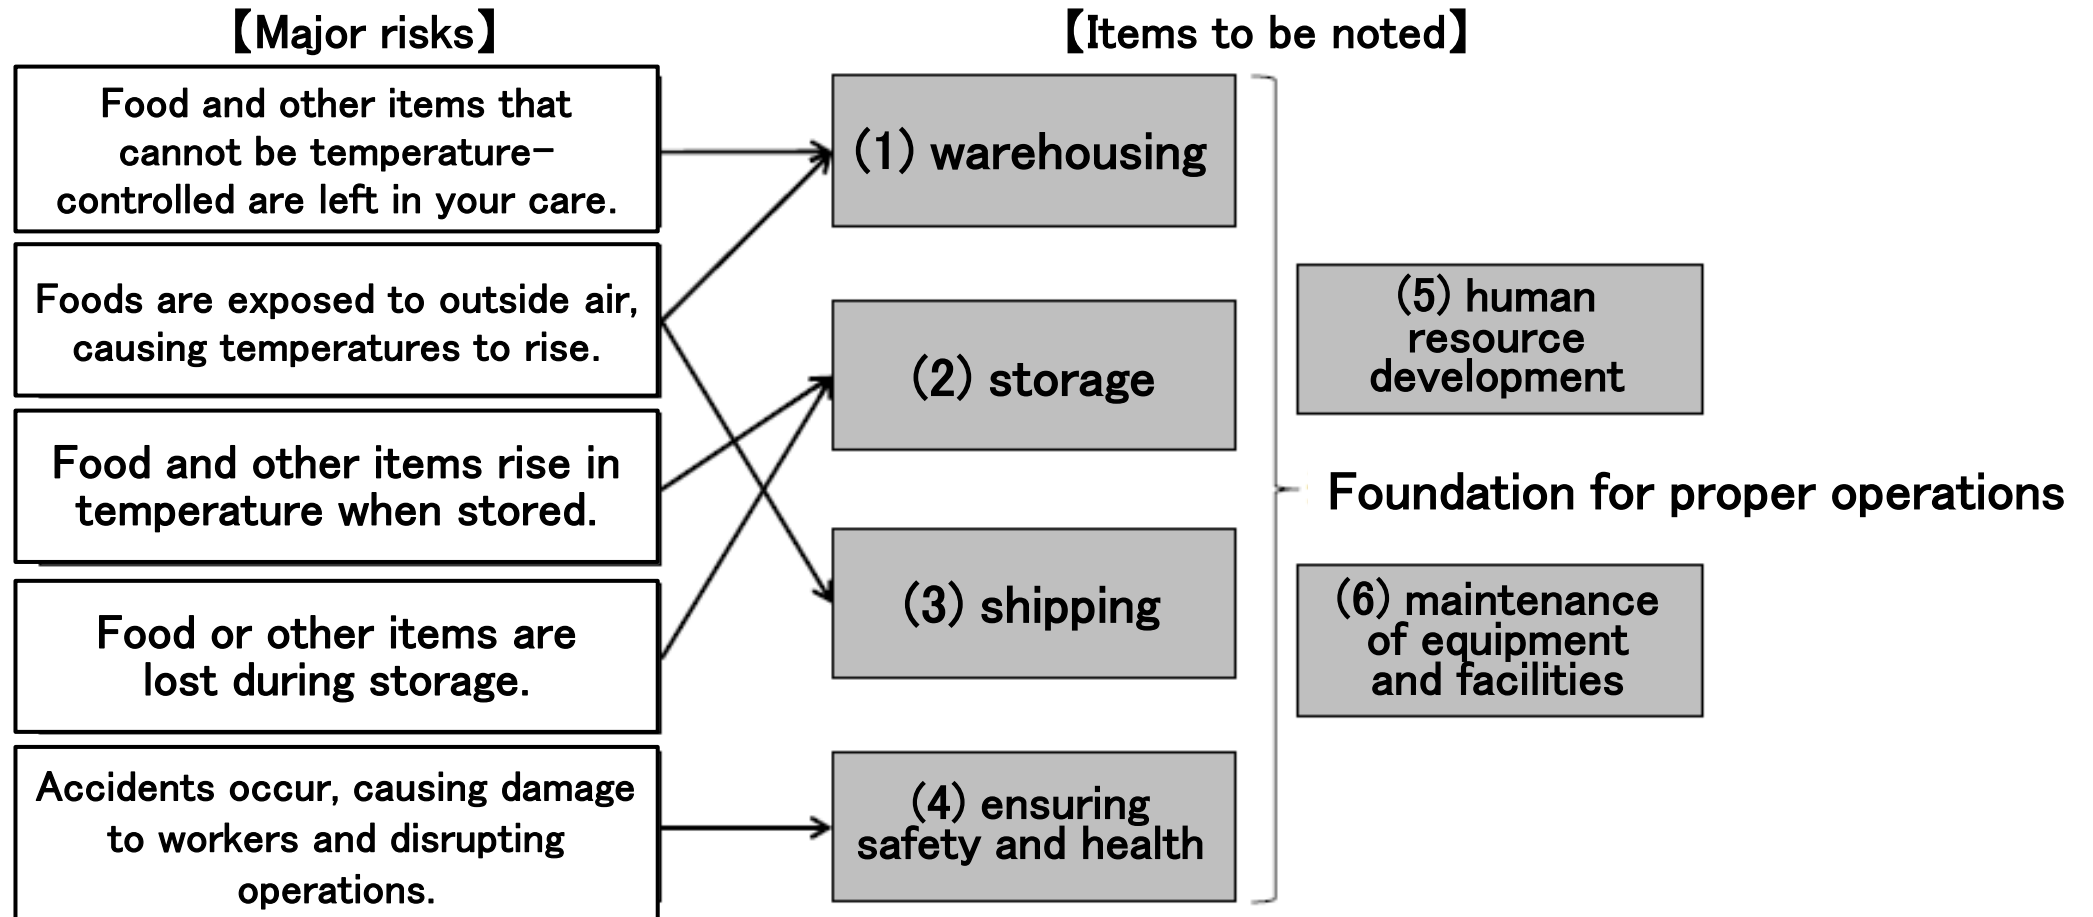 【Major risks】
【Items to be noted】
Food and other items that
cannot be temperature-
controlled are left in your care.
Foods are exposed to outside air,
causing temperatures to rise.
Food and other items rise in
temperature when stored.
Food or other items are
lost during storage.
Accidents occur, causing damage
to workers and disrupting
operations.
(1) warehousing
(2) storage
(3) shipping
(4) ensuring
safety and health
(5) human
resource
development
Foundation for proper operations
(6) maintenance
of equipment
and facilities